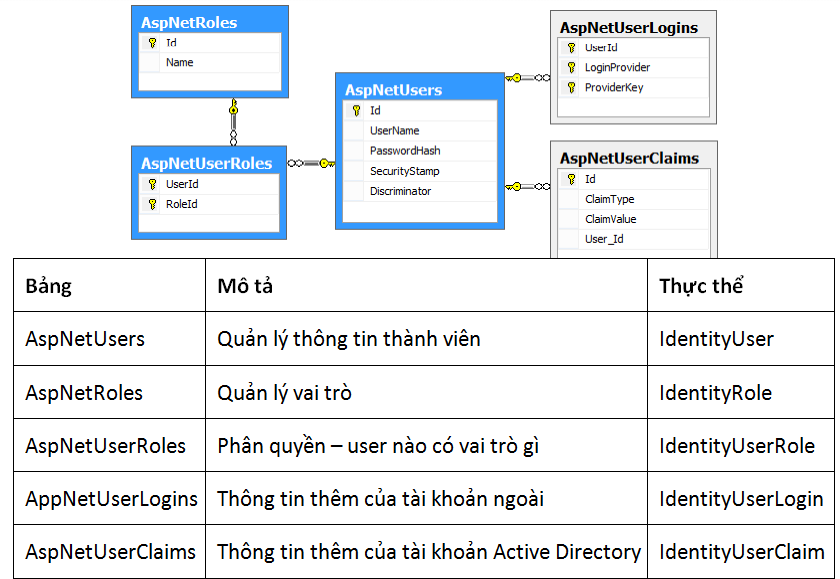 AspNetRoles
Id
Name
AspNetUserRoles
UserId
RoleId
AspNetUsers
Id
UserName
PasswordHash
SecurityStamp
Discriminator
AspNetUserLogins
UserId
LoginProvider
ProviderKey
AspNetUserClaims
Id
ClaimType
ClaimValue
User_Id
Bảng Mô tả Thực thể
AspNetUsers Quản lý thông tin thành viên IdentityUser
AspNetRoles Quản lý vai trò IdentityRole
AspNetUserRoles Phân quyền – user nào có vai trò gì IdentityUserRole
AppNetUserLogins Thông tin thêm của tài khoản ngoài IdentityUserLogin
AspNetUserClaims Thông tin thêm của tài khoản Active Directory IdentityUserClaim